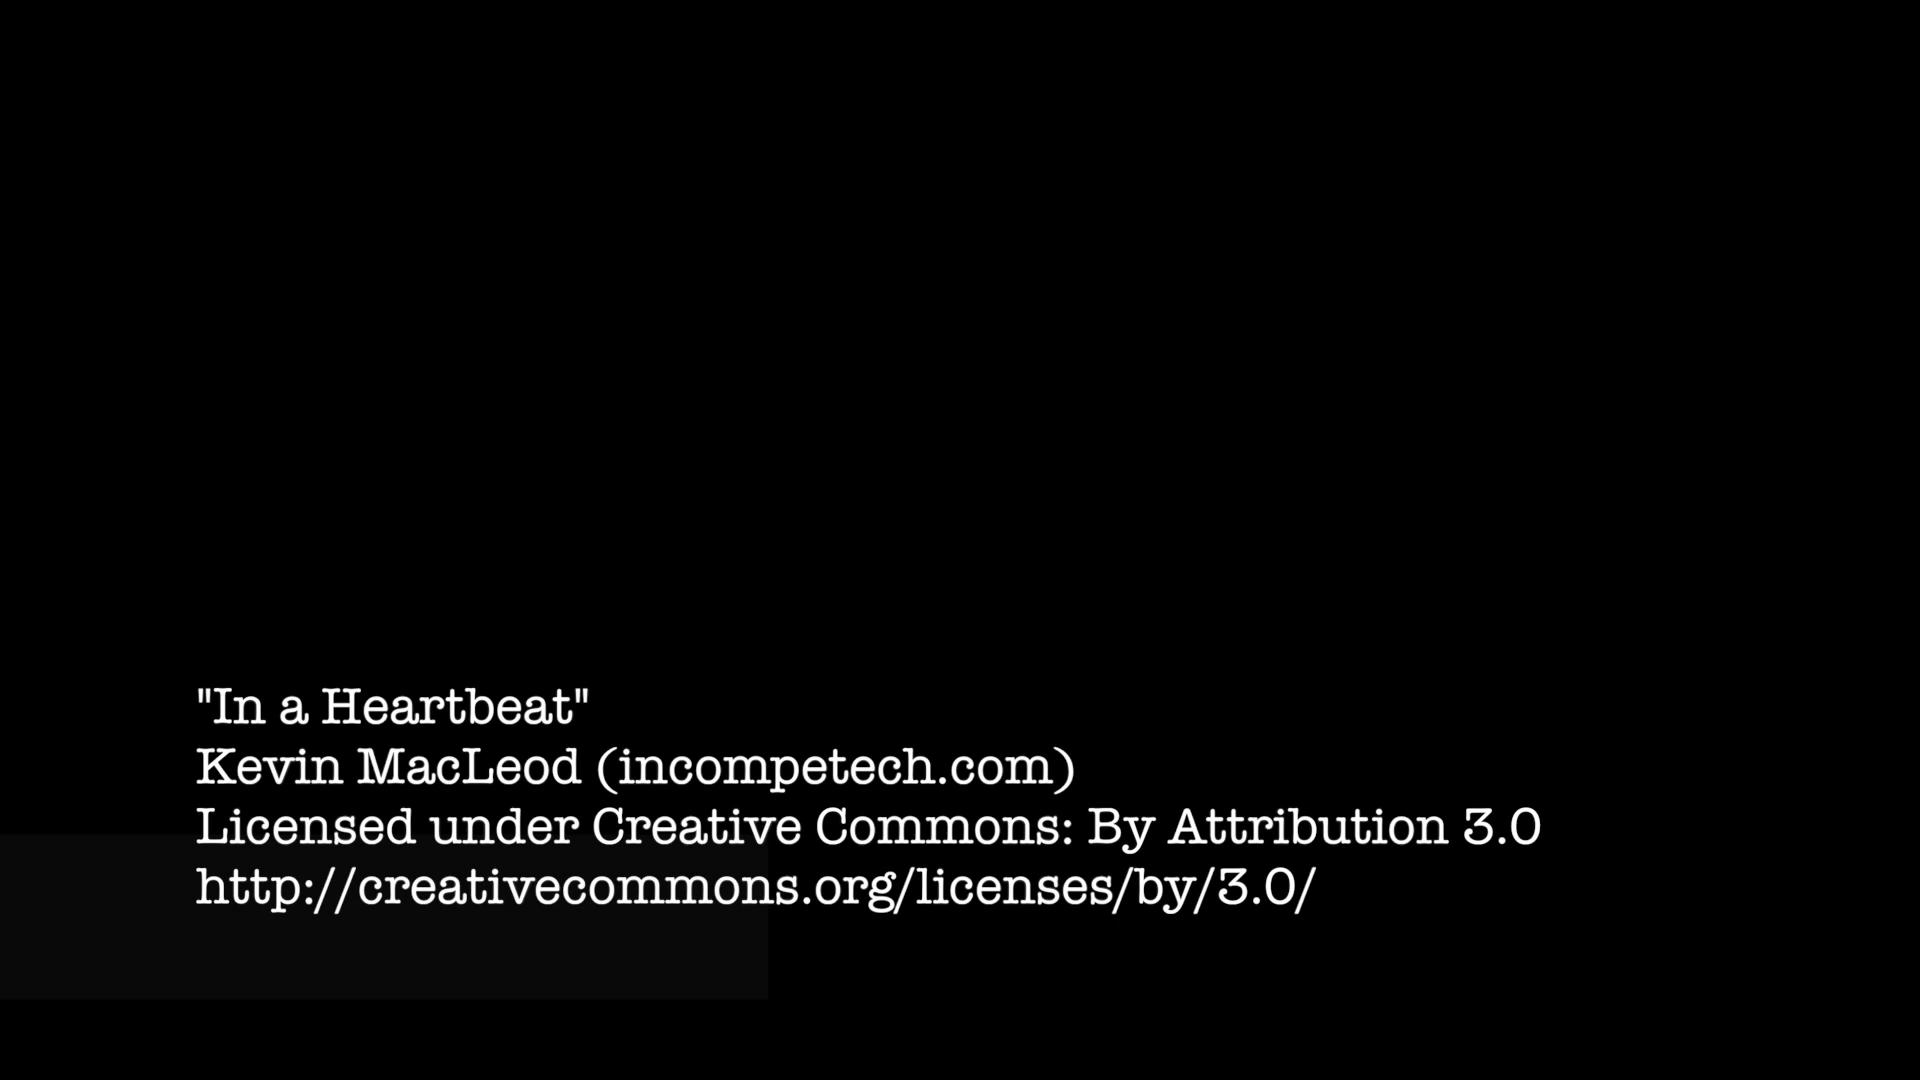 "In a Heartbeat"
Kevin MacLeod (incompetech.com)
Licensed under Creative Commons: By Attribution 3.0
http://creativecommons.org/licenses/by/3.0/